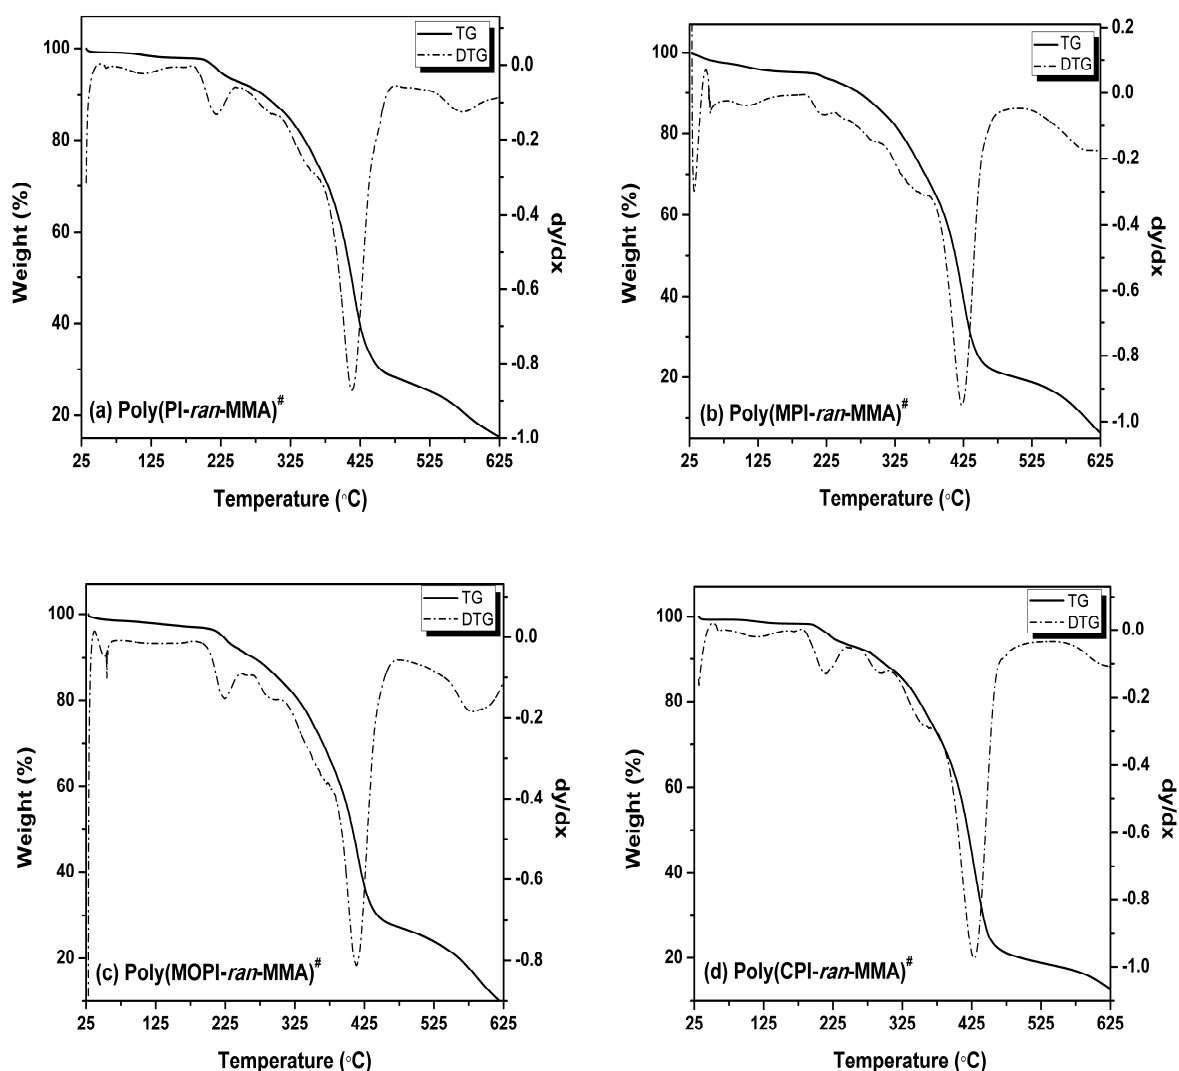 TG
DTG
100
80
60
40
20
0.0
-0.2
-0.4
-0.6
-0.8
-1.0
Weight (%)
dy/dx
(a) Poly(PI-ran-MMA)#
25 125 225 325 425 525 625
Temperature (°C)
TG
DTG
100
80
60
40
20
0.2
0.0
-0.2
-0.4
-0.6
-0.8
-1.0
Weight (%)
dy/dx
(b) Poly(MPI-ran-MMA)#
25 125 225 325 425 525 625
Temperature (°C)
TG
DTG
100
80
60
40
20
0.0
-0.2
-0.4
-0.6
-0.8
Weight (%)
dy/dx
(c) Poly(MOPI-ran-MMA)#
25 125 225 325 425 525 625
Temperature (°C)
TG
DTG
100
80
60
40
20
0.0
-0.2
-0.4
-0.6
-0.8
-1.0
Weight (%)
dy/dx
(d) Poly(CPI-ran-MMA)#
25 125 225 325 425 525 625
Temperature (°C)